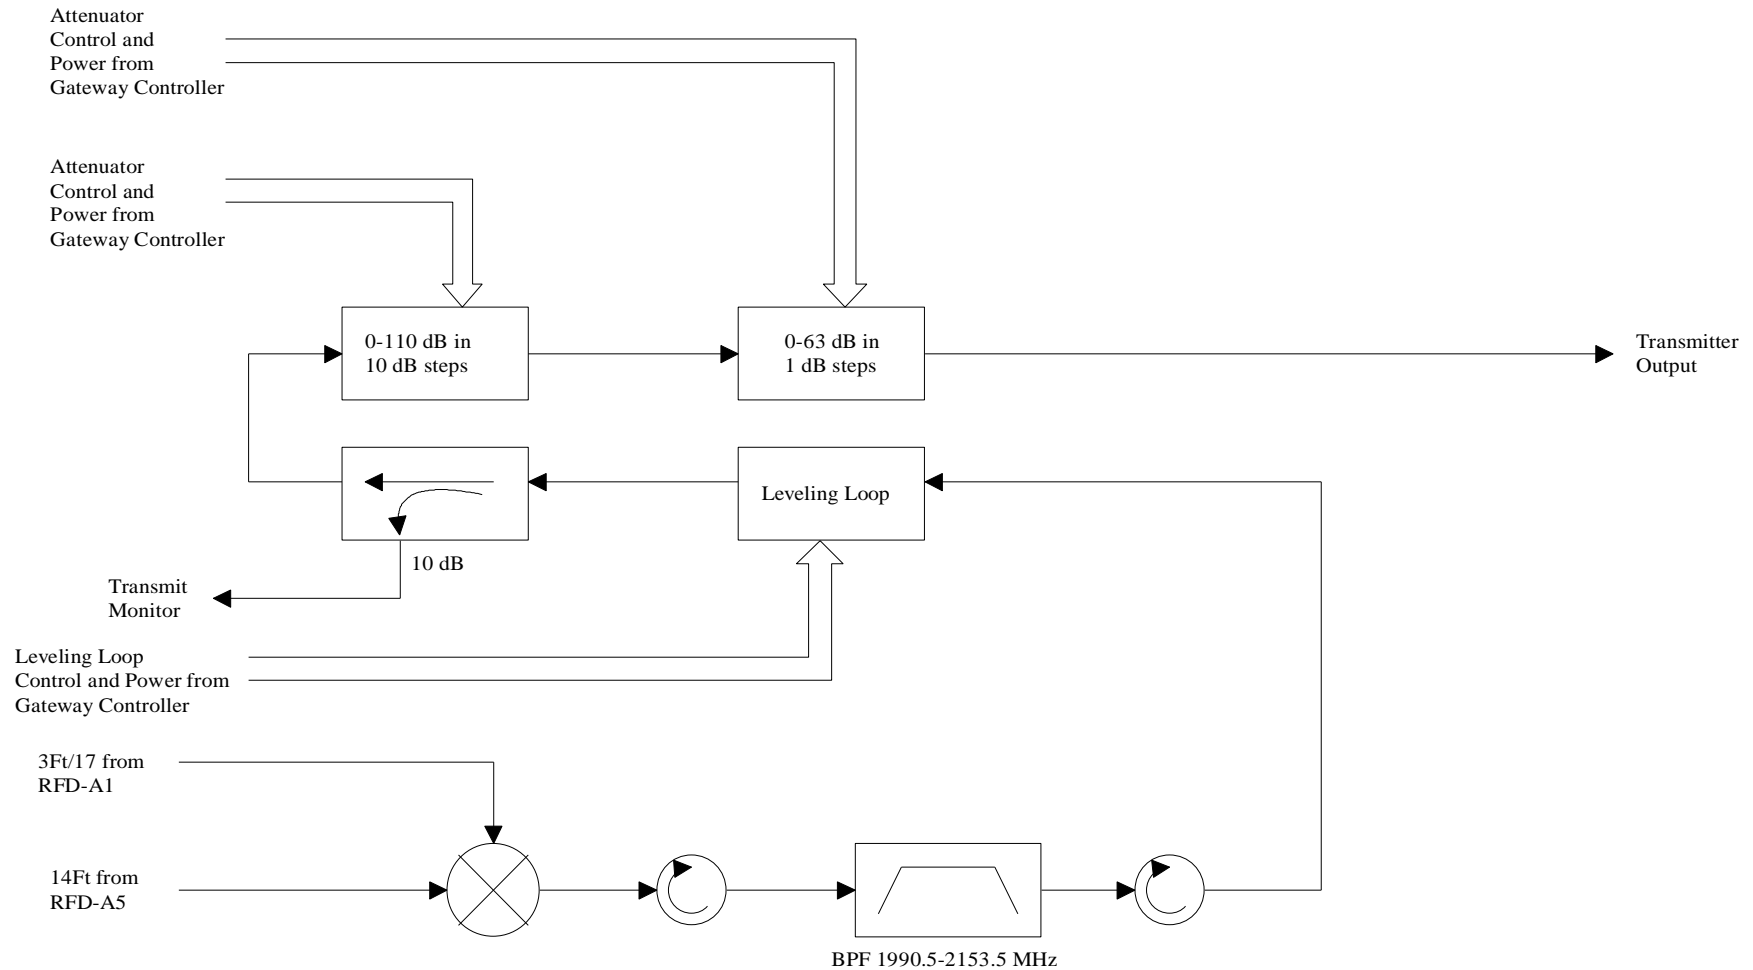 Attenuator
Control and
Power from
Gateway Controller
Attenuator
Control and
Power from
Gateway Controller
0-110 dB in
10 dB steps
0-63 dB in
1 dB steps
Transmitter
Output
Leveling Loop
10 dB
Transmit
Monitor
Leveling Loop
Control and Power from
Gateway Controller
3Ft/17 from
RFD-A1
14Ft from
RFD-A5
BPF 1990.5-2153.5 MHz